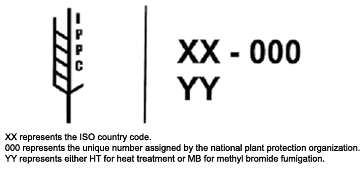 IPPC
XX - 000
YY
XX represents the ISO country code.
000 represents the unique number assigned by the national plant protection organization.
YY represents either HT for heat treatment or MB for methyl bromide fumigation.